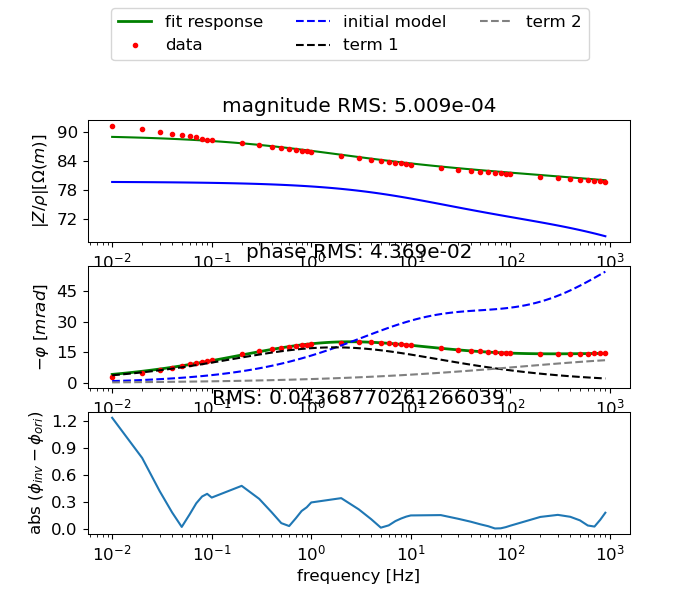 fit response
data
initial model
term 1
term 2
magnitude RMS: 5.009e-04
|Z/ρ|[Ω(m)]
90
84
78
72
10⁻² 10⁻¹ 10⁰ 10¹ 10² 10³
phase RMS: 4.369e-02
−φ [mrad]
45
30
15
0
10⁻² 10⁻¹ 10⁰ 10¹ 10² 10³
RMS: 0.04368770261266039
abs (ϕ_inv − ϕ_ori)
1.2
0.9
0.6
0.3
0.0
10⁻² 10⁻¹ 10⁰ 10¹ 10² 10³
frequency [Hz]